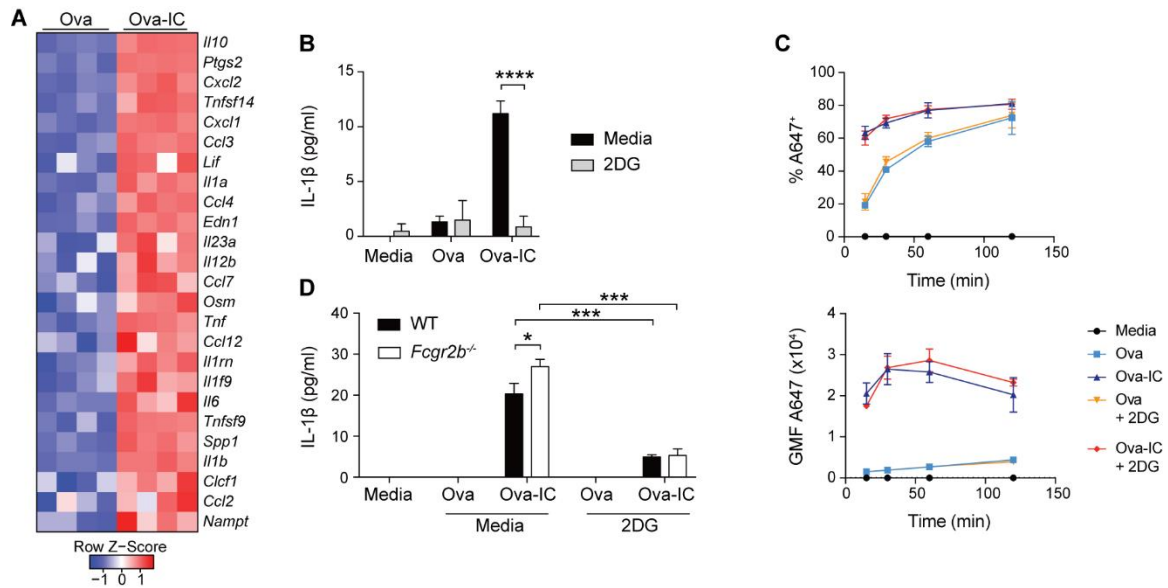 A
Ova
Ova-IC
Il10
Ptgs2
Cxcl2
Tnfsf14
Cxcl1
Ccl3
Lif
Il1a
Ccl4
Edn1
Il23a
Il12b
Ccl7
Osm
Tnf
Ccl12
Il1rn
Il1f9
Il6
Tnfsf9
Spp1
Il1b
Clcf1
Ccl2
Nampt
Row Z−Score
−1 0 1
B
IL-1β (pg/ml)
15
10
5
0
****
Media
2DG
Media Ova Ova-IC
C
% A647+
100
80
60
40
20
0
0 50 100 150
Time (min)
GMF A647 (x10⁴)
4
3
2
1
0
0 50 100 150
Time (min)
Media
Ova
Ova-IC
Ova
+ 2DG
Ova-IC
+ 2DG
D
IL-1β (pg/ml)
40
30
20
10
0
WT
Fcgr2b-/-
***
***
*
Media Ova Ova-IC Ova Ova-IC
Media 2DG